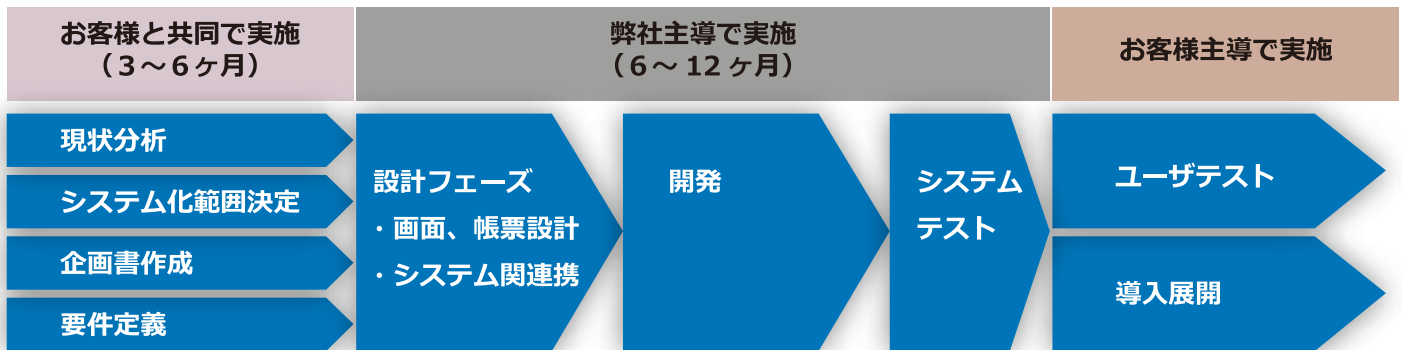 お客様と共同で実施
（３～６ヶ月）
弊社主導で実施
（６～ 12 ヶ月）
お客様主導で実施
現状分析
システム化範囲決定
企画書作成
要件定義
設計フェーズ
・画面、帳票設計
・システム関連携
開発
システム
テスト
ユーザテスト
導入展開